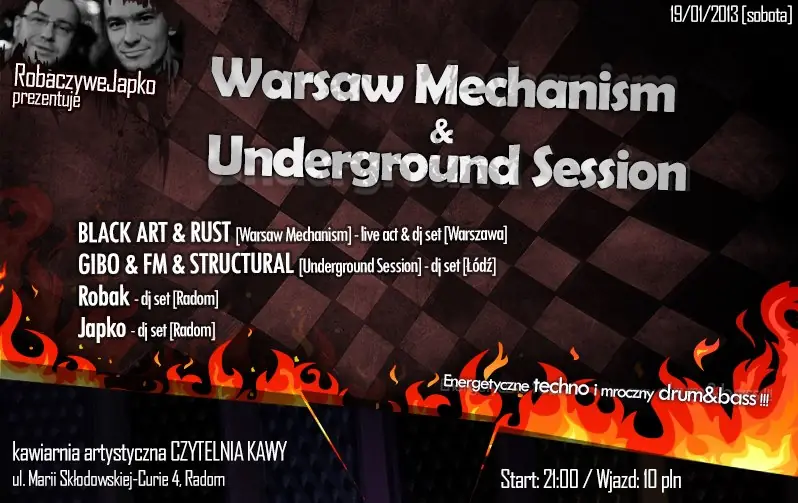 19/01/2013 [sobota]
RobaczyweJapko
prezentuje
Warsaw Mechanism
&
Underground Session
BLACK ART & RUST [Warsaw Mechanism] - live act & dj set [Warszawa]
GIBO & FM & STRUCTURAL [Underground Session] - dj set [Łódź]
Robak - dj set [Radom]
Japko - dj set [Radom]
Energetyczne techno i mroczny drum&bass !!!
kawiarnia artystyczna CZYTELNIA KAWY
ul. Marii Skłodowskiej-Curie 4, Radom
Start: 21:00 / Wjazd: 10 pln